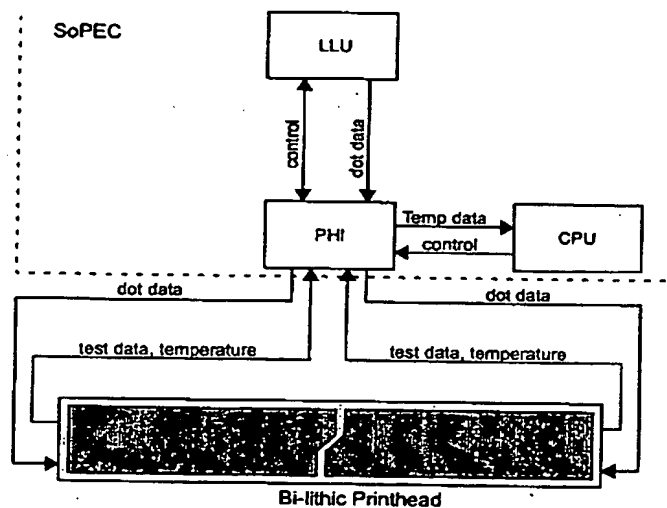 SoPEC
LLU
control
dot data
PHI
Temp data
control
CPU
dot data
dot data
test data, temperature
test data, temperature
Bi-lithic Printhead